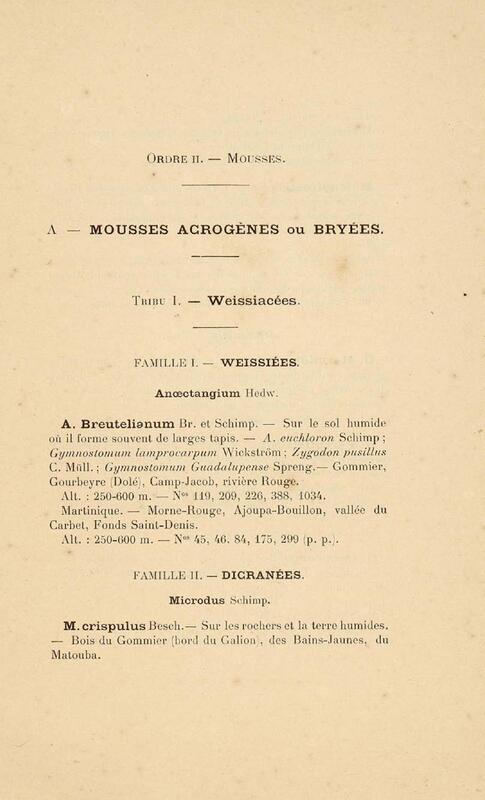 ORDRE II. — MOUSSES.
A — MOUSSES ACROGÈNES ou BRYÉES.
TRIBU I. — Weissiacées.
FAMILLE I. — WEISSIÉES.
Anœctangium Hedw.
A. Breutelianum Br. et Schimp. — Sur le sol humide
où il forme souvent de larges tapis. — A. euchloron Schimp ;
Gymnostomum lamprocarpum Wickström ; Zygodon pusillus
C. Müll. ; Gymnostomum Guadalupense Spreng. — Gommier,
Gourbeyre (Dolé), Camp-Jacob, rivière Rouge.
Alt. : 250-600 m. — Nos 119, 209, 226, 388, 1034.
Martinique. — Morne-Rouge, Ajoupa-Bouillon, vallée du
Carbet, Fonds Saint-Denis.
Alt. : 250-600 m. — Nos 45, 46. 84, 175, 299 (p. p.).
FAMILLE II. — DICRANÉES.
Microdus Schimp.
M. crispulus Besch. — Sur les rochers et la terre humides.
— Bois du Gommier (bord du Galion), des Bains-Jaunes, du
Matouba.